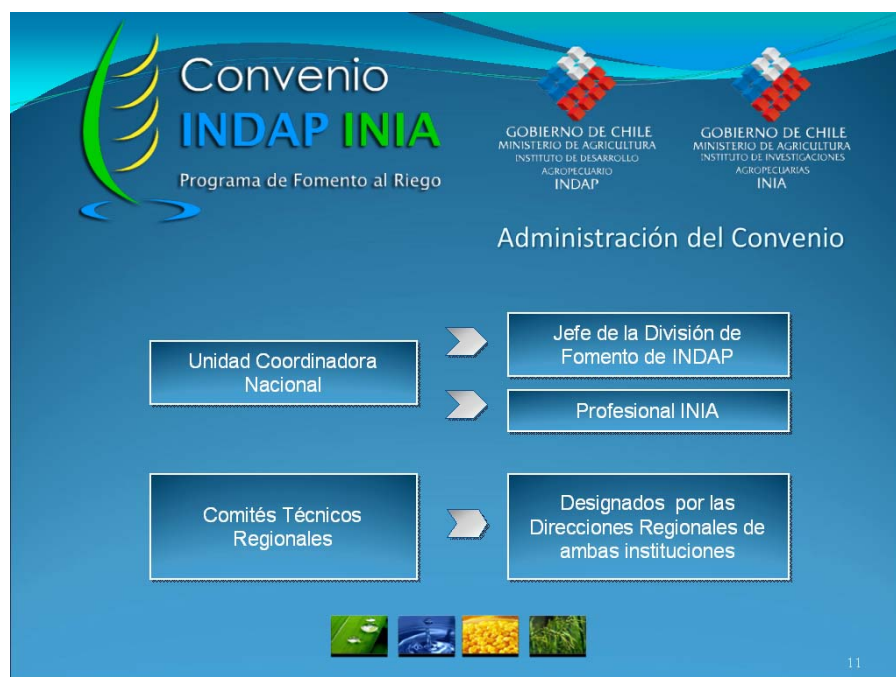 Convenio
INDAP INIA
Programa de Fomento al Riego
GOBIERNO DE CHILE
MINISTERIO DE AGRICULTURA
INSTITUTO DE DESARROLLO
AGROPECUARIO
INDAP
GOBIERNO DE CHILE
MINISTERIO DE AGRICULTURA
INSTITUTO DE INVESTIGACIONES
AGROPECUARIAS
INIA
Administración del Convenio
Unidad Coordinadora
Nacional
Jefe de la División de
Fomento de INDAP
Profesional INIA
Comités Técnicos
Regionales
Designados por las
Direcciones Regionales de
ambas instituciones
11